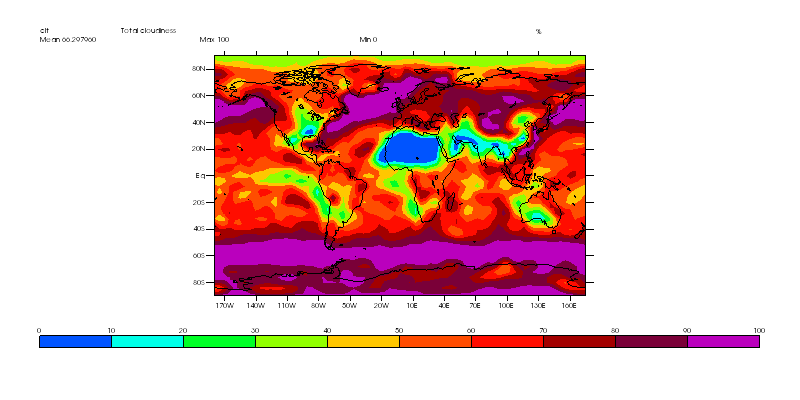 clt Total cloudness %
Mean 66.297960 Max 100 Min 0
80N
60N
40N
20N
Eq
20S
40S
60S
80S
170W 140W 110W 80W 50W 20W 10E 40E 70E 100E 130E 160E
0 10 20 30 40 50 60 70 80 90 100